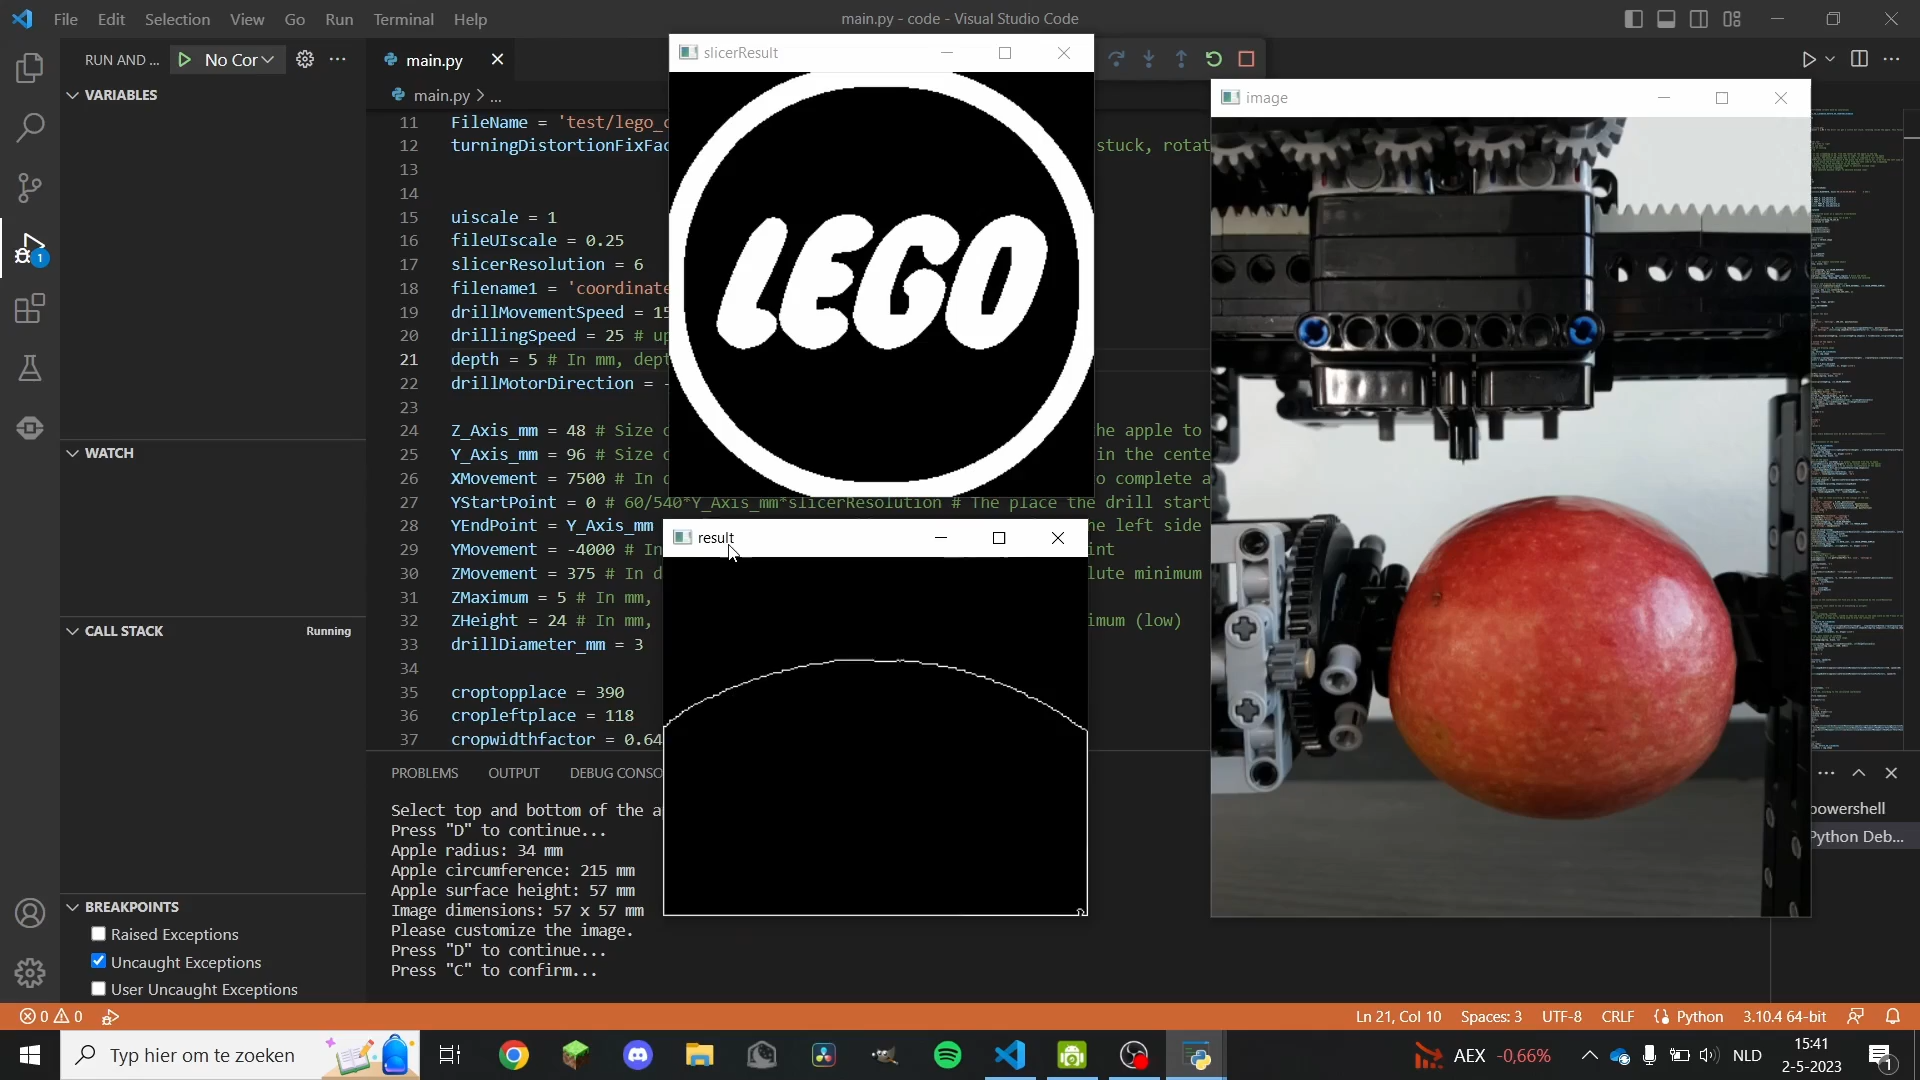 File Edit Selection View Go Run Terminal Help
main.py - code - Visual Studio Code
RUN AND ... No Cor
main.py
main.py > ...
VARIABLES
WATCH
CALL STACK
Running
BREAKPOINTS
Raised Exceptions
Uncaught Exceptions
User Uncaught Exceptions
11 FileName = 'test/lego_
12 turningDistortionFixFac stuck, rotat
13
14
15 uiscale = 1
16 fileUIscale = 0.25
17 slicerResolution = 6
18 filename1 = 'coordinate
19 drillMovementSpeed = 15
20 drillingSpeed = 25 # up
21 depth = 5 # In mm, dept
22 drillMotorDirection = -
23
24 Z_Axis_mm = 48 # Size he apple to
25 Y_Axis_mm = 96 # Size in the cente
26 XMovement = 7500 # In o complete a
27 YStartPoint = 0 # 60/540*Y_Axis_mm*slicerResolution # The place the drill start
28 YEndPoint = Y_Axis_mm he left side
29 YMovement = -4000 # In int
30 ZMovement = 375 # In d lute minimum
31 ZMaximum = 5 # In mm,
32 ZHeight = 24 # In mm, mum (low)
33 drillDiameter_mm = 3
34
35 croptopplace = 390
36 cropleftplace = 118
37 cropwidthfactor = 0.64
slicerResult
LEGO
result
image
PROBLEMS OUTPUT DEBUG CONSO
Select top and bottom of the a
Press "D" to continue...
Apple radius: 34 mm
Apple circumference: 215 mm
Apple surface height: 57 mm
Image dimensions: 57 x 57 mm
Please customize the image.
Press "D" to continue...
Press "C" to confirm...
powershell
Python Deb...
0 0
Ln 21, Col 10 Spaces: 3 UTF-8 CRLF Python 3.10.4 64-bit
Typ hier om te zoeken
AEX -0,66%
NLD
15:41
2-5-2023
1
1